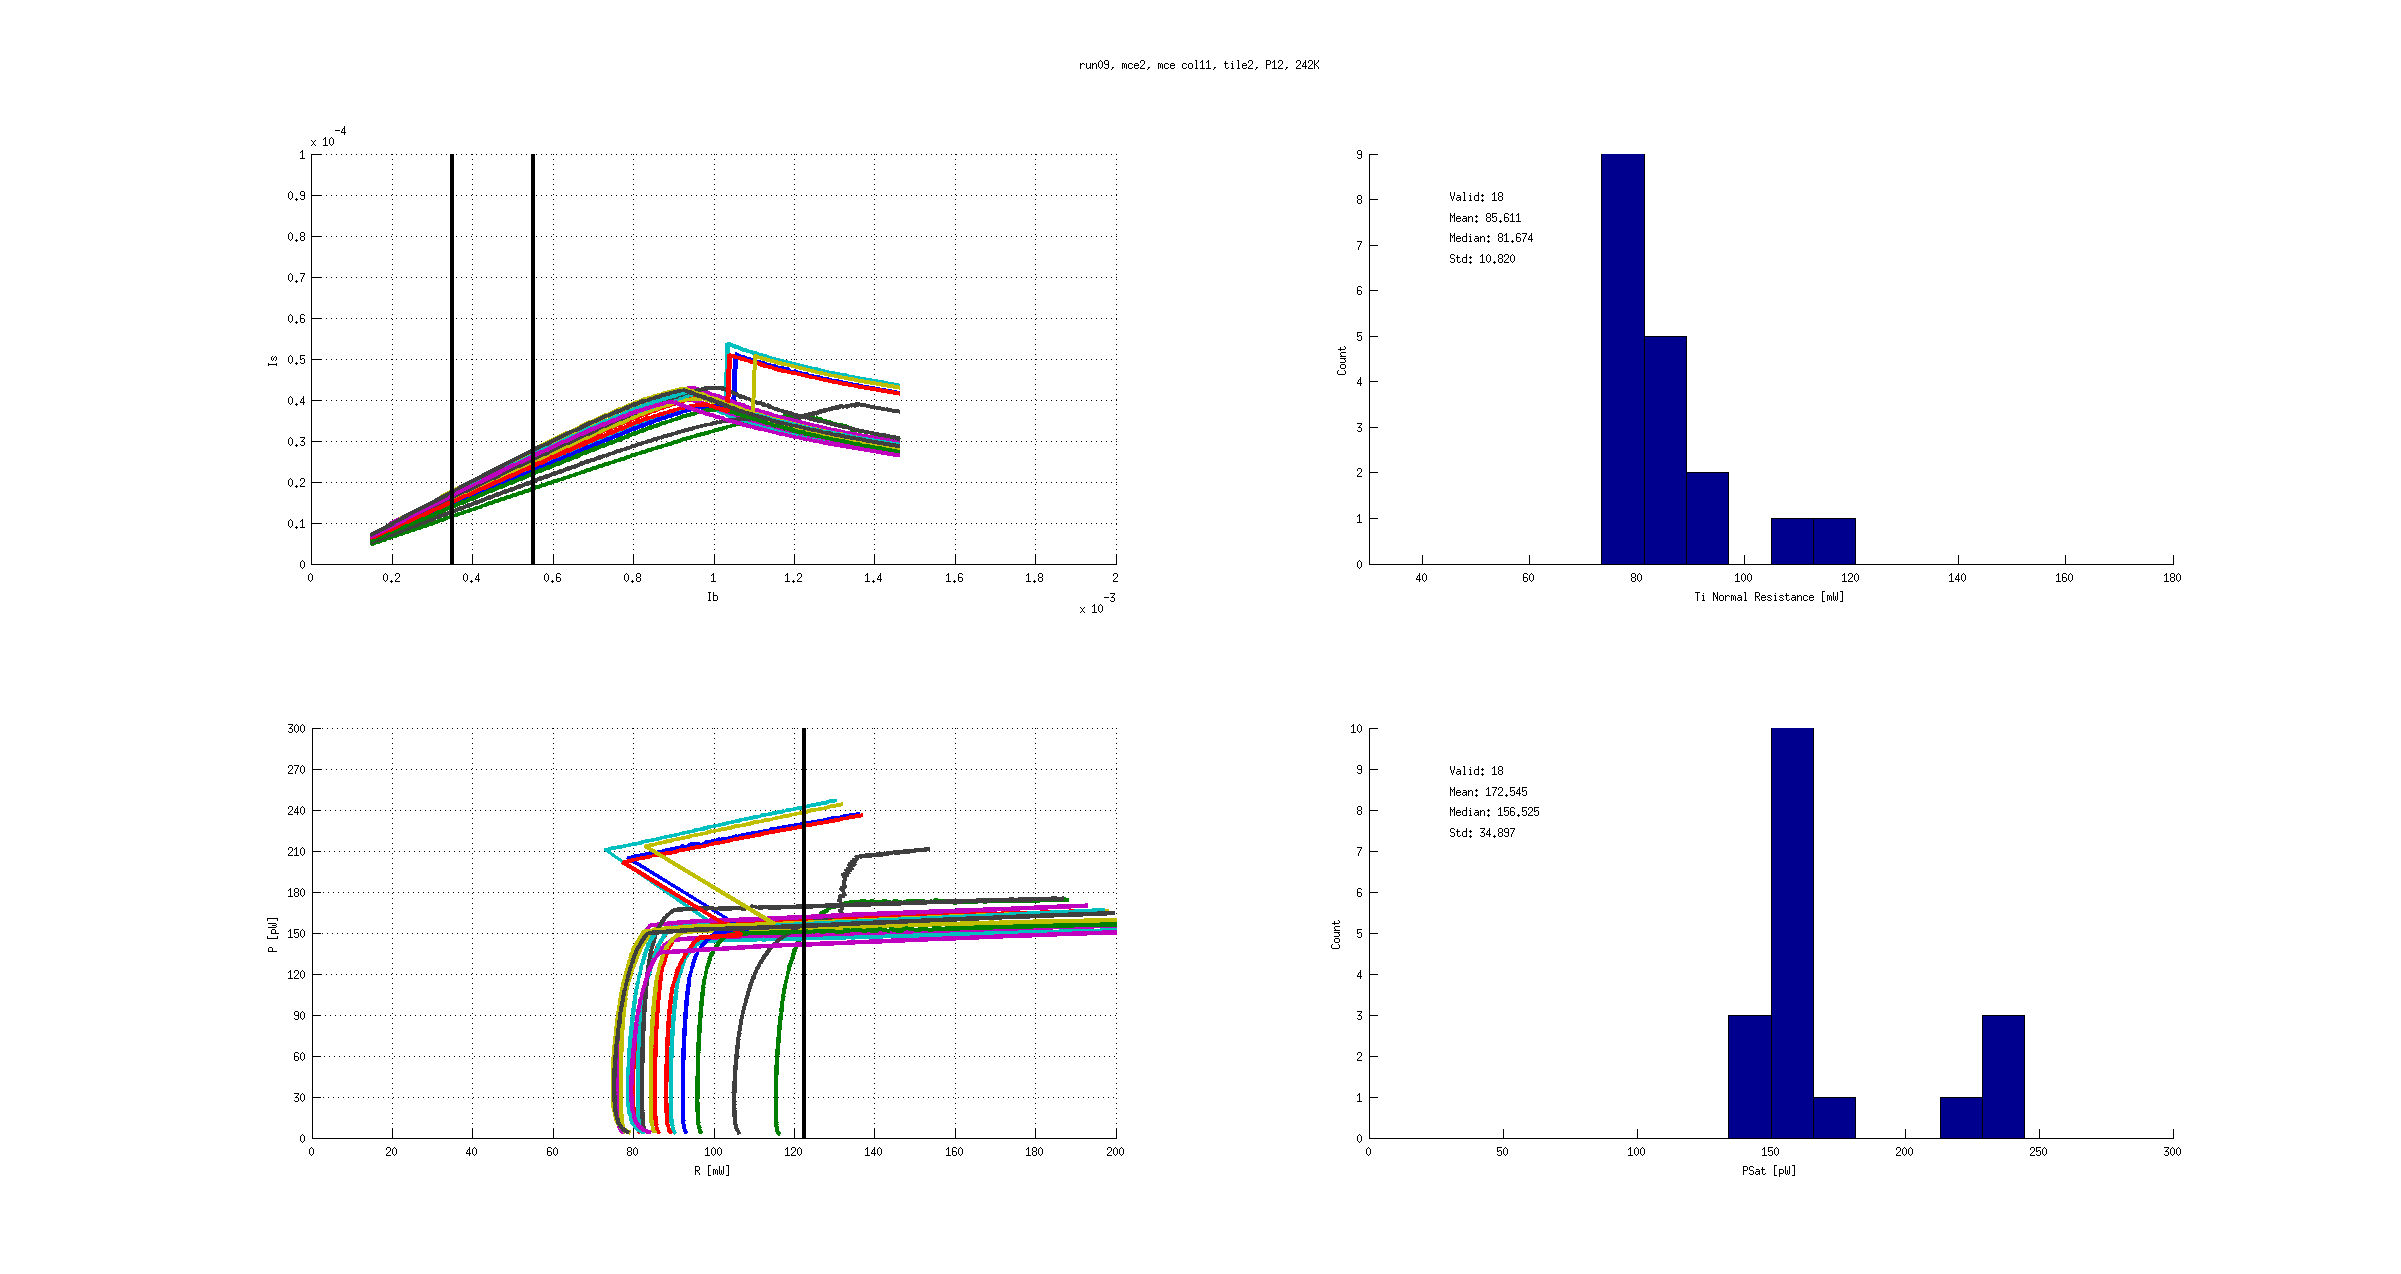 run09, mce2, mce col11, tile2, P12, 242K
x 10 -4
1
0.9
0.8
0.7
0.6
0.5
0.4
0.3
0.2
0.1
0
Is
0 0.2 0.4 0.6 0.8 1 1.2 1.4 1.6 1.8 2
Ib
x 10 -3
9
8
7
6
5
4
3
2
1
0
Count
Valid: 18
Mean: 85.611
Median: 81.674
Std: 10.820
40 60 80 100 120 140 160 180
Ti Normal Resistance [mW]
300
270
240
210
180
150
120
90
60
30
0
P [pW]
0 20 40 60 80 100 120 140 160 180 200
R [mW]
10
9
8
7
6
5
4
3
2
1
0
Count
Valid: 18
Mean: 172.545
Median: 156.525
Std: 34.897
0 50 100 150 200 250 300
PSat [pW]